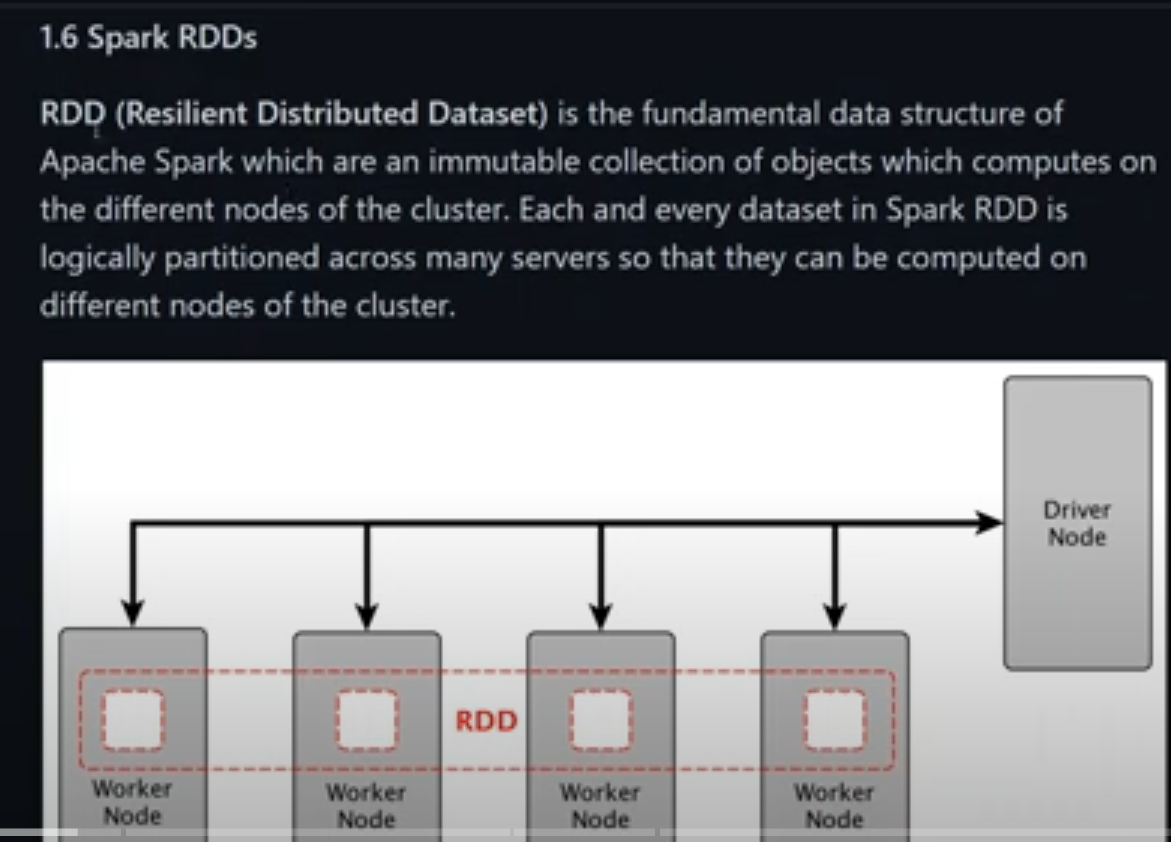 1.6 Spark RDDs
RDD (Resilient Distributed Dataset) is the fundamental data structure of
Apache Spark which are an immutable collection of objects which computes on
the different nodes of the cluster. Each and every dataset in Spark RDD is
logically partitioned across many servers so that they can be computed on
different nodes of the cluster.
Driver
Node
RDD
Worker
Node
Worker
Node
Worker
Node
Worker
Node